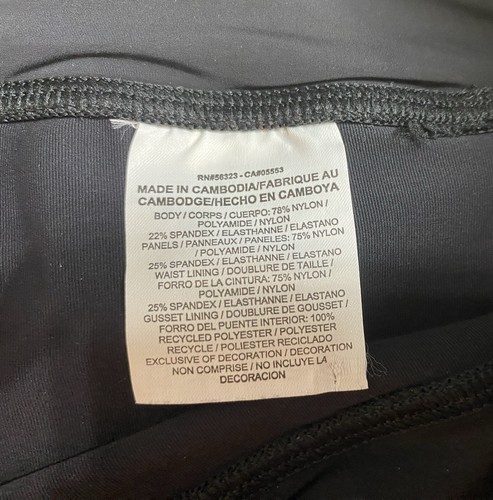 RN#56323 - CA#05553
MADE IN CAMBODIA/FABRIQUE AU
CAMBODGE/HECHO EN CAMBOYA
BODY / CORPS / CUERPO: 78% NYLON /
POLYAMIDE / NYLON
22% SPANDEX / ELASTHANNE / ELASTANO
PANELS / PANNEAUX / PANELES: 75% NYLON
/ POLYAMIDE / NYLON
25% SPANDEX / ELASTHANNE / ELASTANO
WAIST LINING / DOUBLURE DE TAILLE /
FORRO DE LA CINTURA: 75% NYLON /
POLYAMIDE / NYLON
25% SPANDEX / ELASTHANNE / ELASTANO
GUSSET LINING / DOUBLURE DE GOUSSET /
FORRO DEL PUENTE INTERIOR: 100%
RECYCLED POLYESTER / POLYESTER
RECYCLE / POLIESTER RECICLADO
EXCLUSIVE OF DECORATION / DECORATION
NON COMPRISE / NO INCLUYE LA
DECORACION